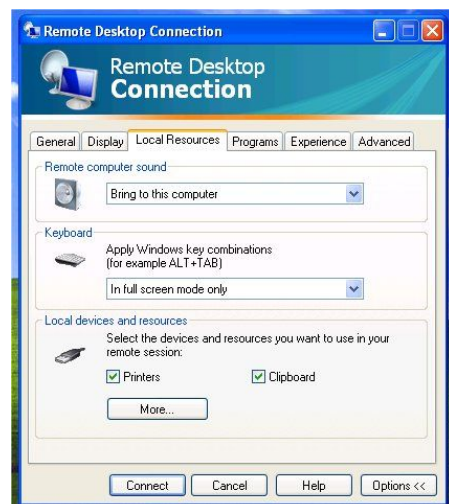 Remote Desktop Connection
Remote Desktop
Connection
General Display Local Resources Programs Experience Advanced
Remote computer sound
Bring to this computer
Keyboard
Apply Windows key combinations
(for example ALT+TAB)
In full screen mode only
Local devices and resources
Select the devices and resources you want to use in your
remote session:
Printers Clipboard
More...
Connect Cancel Help Options <<